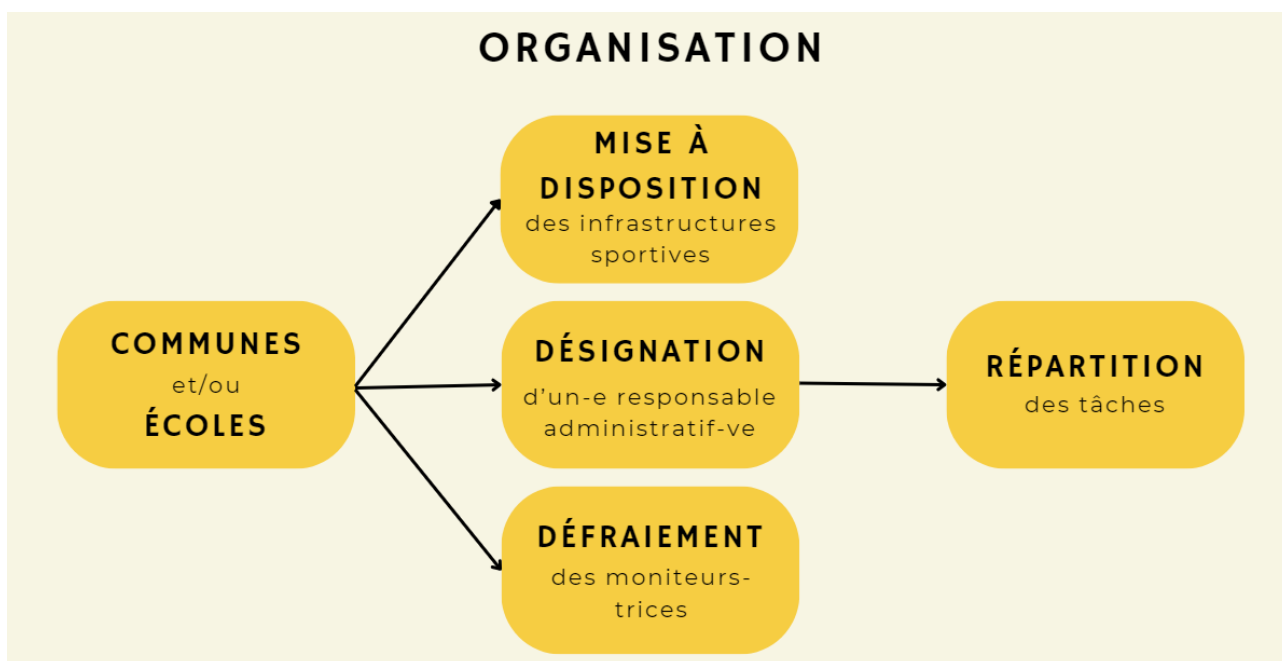 ORGANISATION
MISE À
DISPOSITION
des infrastructures
sportives
COMMUNES
et/ou
ÉCOLES
DÉSIGNATION
d'un-e responsable
administratif-ve
RÉPARTITION
des tâches
DÉFRAIEMENT
des moniteurs-
trices